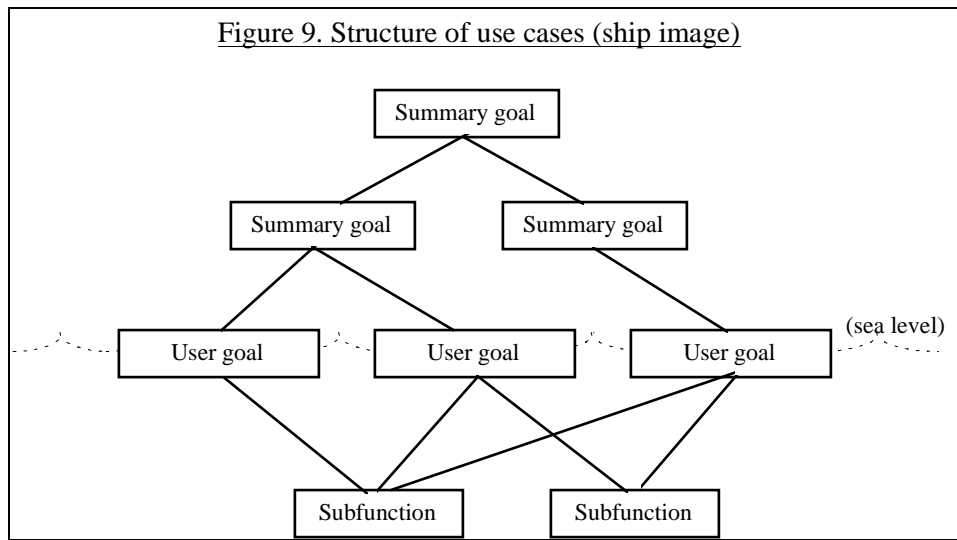 Figure 9. Structure of use cases (ship image)
Summary goal
Summary goal
Summary goal
(sea level)
User goal
User goal
User goal
Subfunction
Subfunction